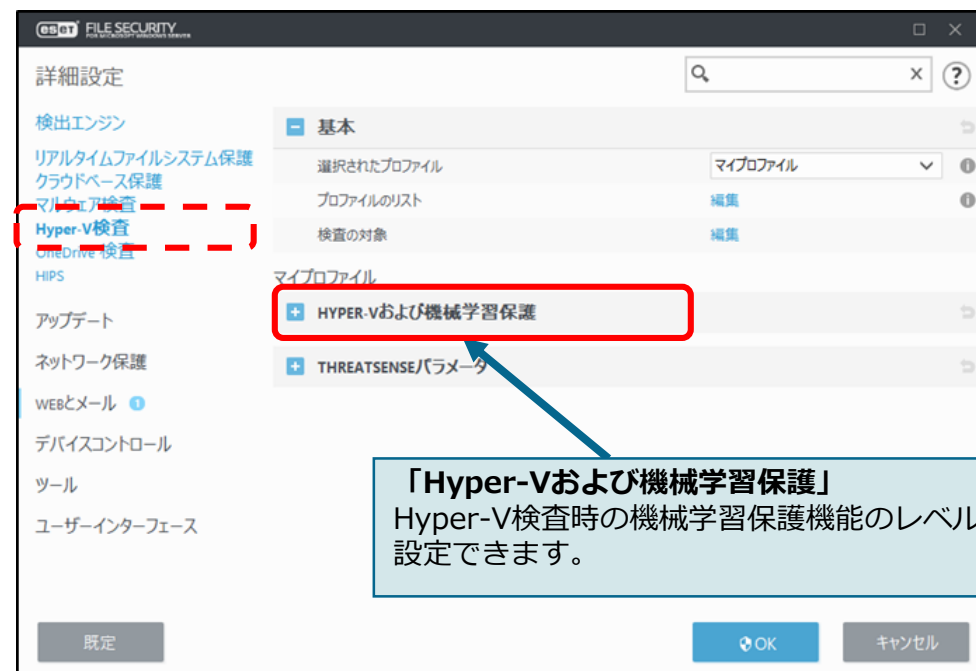 eset FILE SECURITY
FOR MICROSOFT WINDOWS SERVER
詳細設定
検出エンジン
リアルタイムファイルシステム保護
クラウドベース保護
マルウェア検査
Hyper-V検査
OneDrive 検査
HIPS
アップデート
ネットワーク保護
WEBとメール 1
デバイスコントロール
ツール
ユーザーインターフェース
基本
選択されたプロファイル マイプロファイル
プロファイルのリスト 編集
検査の対象 編集
マイプロファイル
HYPER-Vおよび機械学習保護
THREATSENSEパラメータ
「Hyper-Vおよび機械学習保護」
Hyper-V検査時の機械学習保護機能のレベル
設定できます。
既定
OK
キャンセル